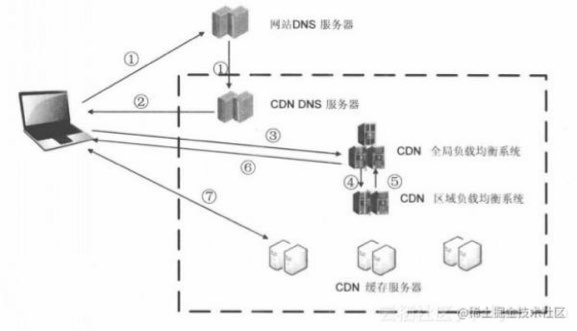 网站DNS 服务器
①
①
②
CDN DNS 服务器
③
⑥
CDN 全局负载均衡系统
④
⑤
CDN 区域负载均衡系统
⑦
CDN 缓存服务器
@稀土掘金技术社区